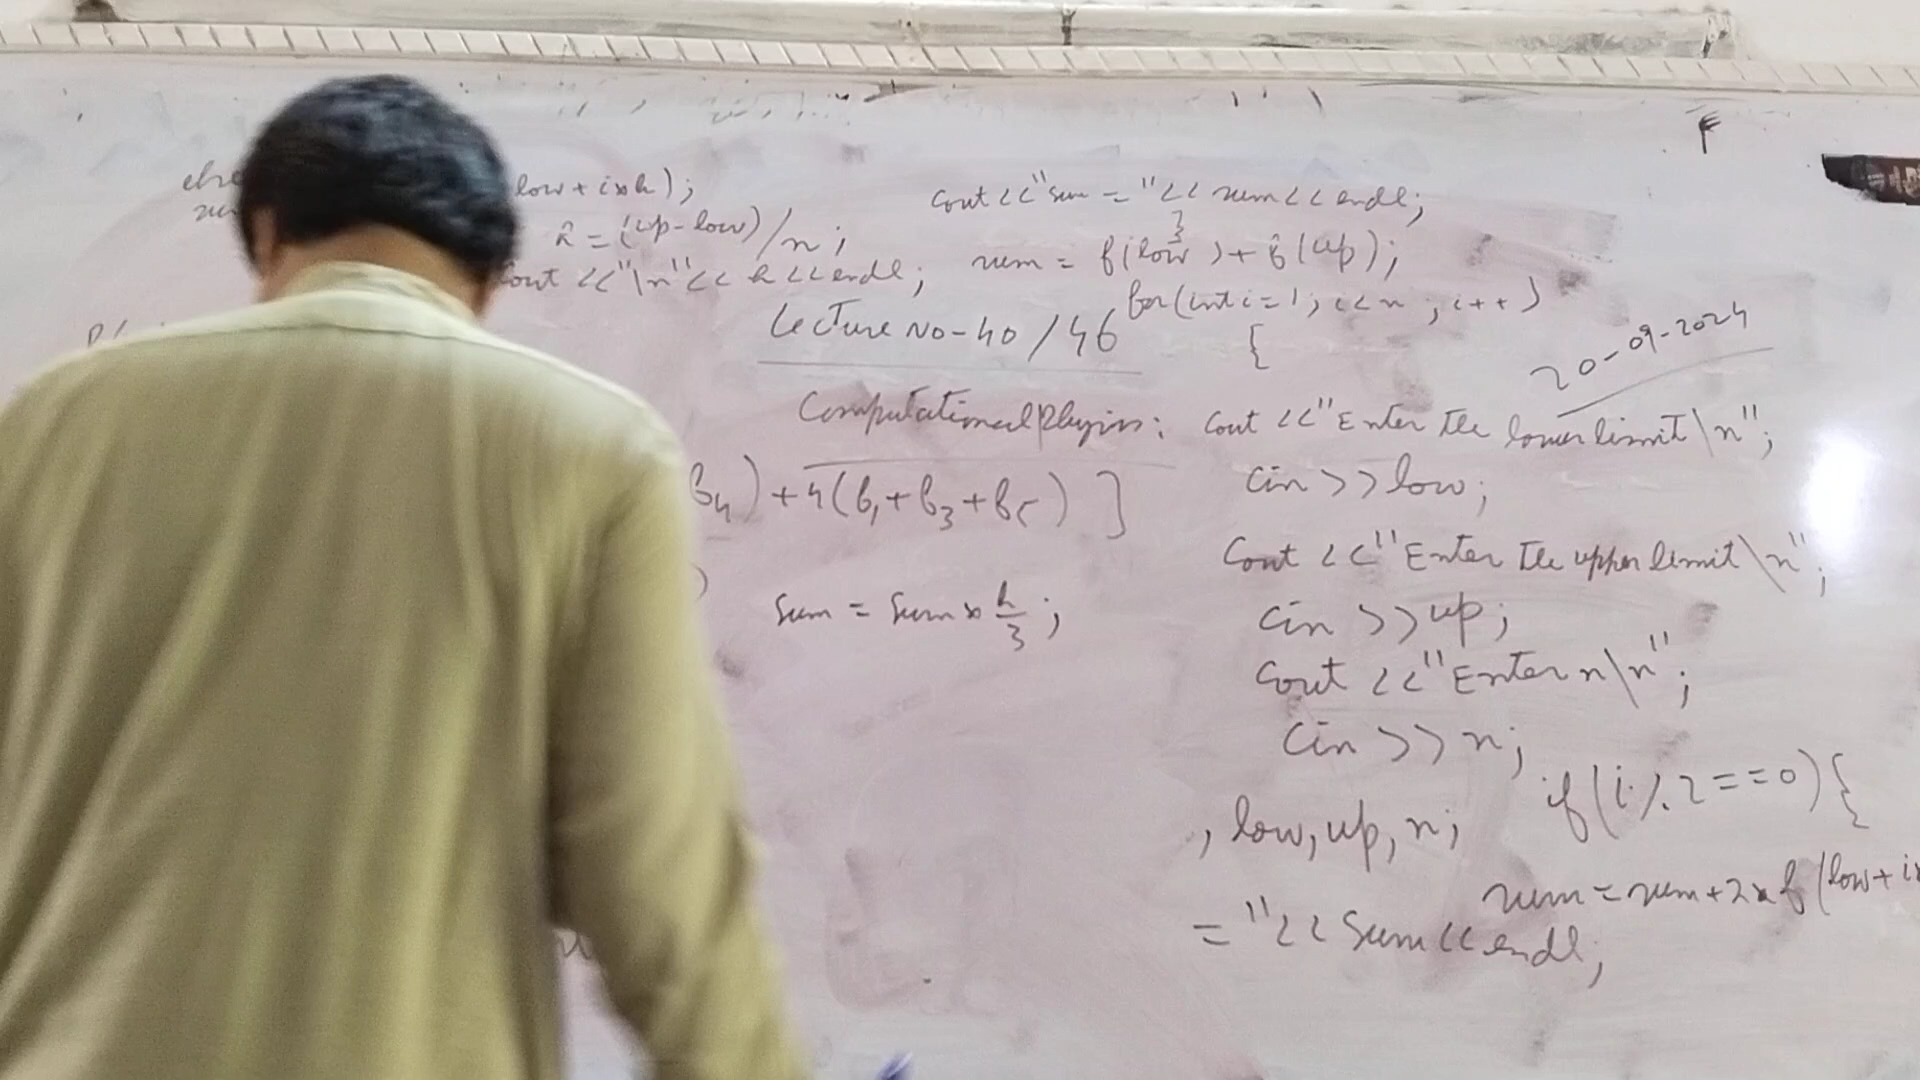 low + i*h);
cout << "sum = " << sum << endl;
h = (up - low) / n;
}
cout << "\n" << h << endl;
sum = f(low) + f(up);
for (int i = 1; i < n; i++)
{
Lecture No-40/46
20-09-2024
Computational Physics:
cout << "Enter the lower limit\n";
cin >> low;
f4) + 4(f1 + f3 + f5) ]
cout << "Enter the upper limit\n";
sum = sum * h/3;
cin >> up;
cout << "Enter n\n";
cin >> n;
if (i % 2 == 0) {
, low, up, n;
sum = sum + 2 * f(low + i*
= " << sum << endl;